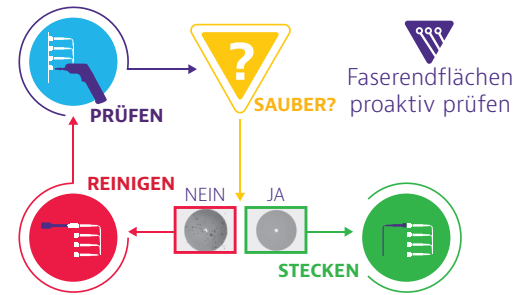 ?
Faserendflächen
proaktiv prüfen
PRÜFEN
SAUBER?
REINIGEN
NEIN
JA
STECKEN